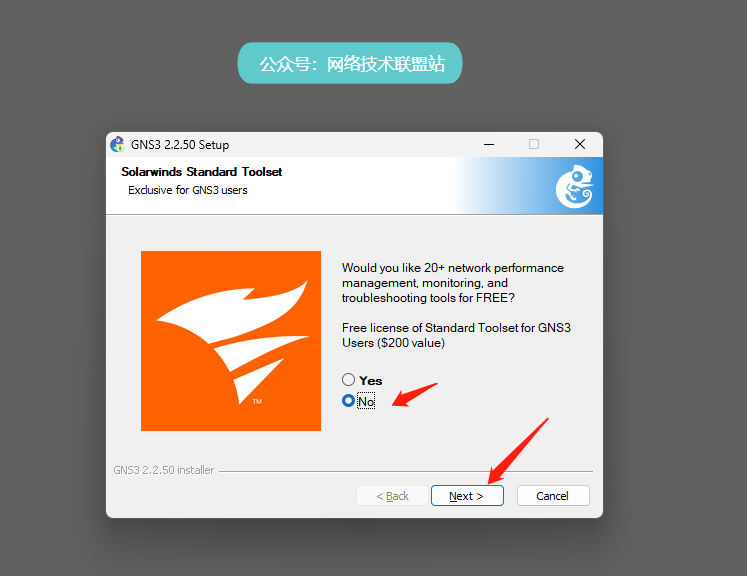 公众号：网络技术联盟站
GNS3 2.2.50 Setup
Solarwinds Standard Toolset
Exclusive for GNS3 users
Would you like 20+ network performance
management, monitoring, and
troubleshooting tools for FREE?
Free license of Standard Toolset for GNS3
Users ($200 value)
Yes
No
TM
GNS3 2.2.50 installer
< Back
Next >
Cancel